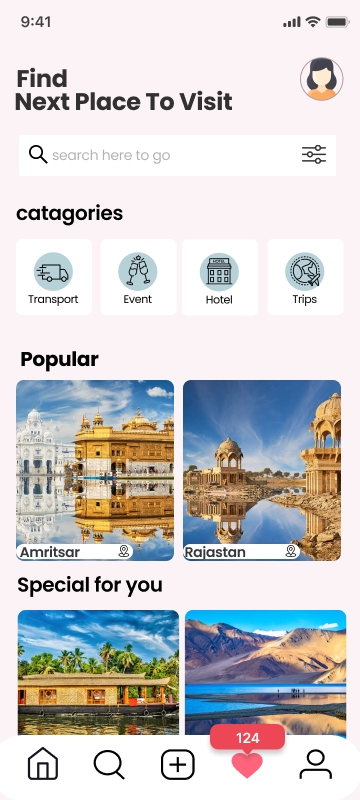 9:41
Find
Next Place To Visit
search here to go
catagories
Transport
Event
Hotel
Trips
Popular
Amritsar
Rajastan
Special for you
124